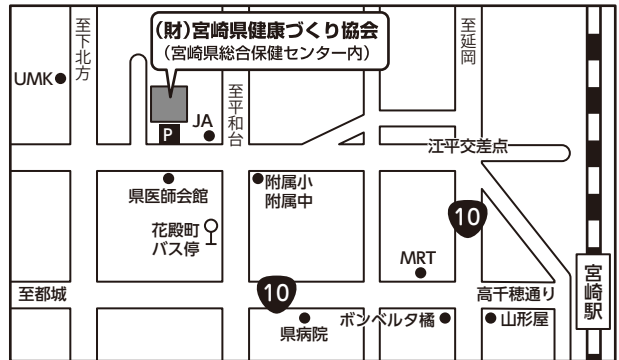 (財)宮崎県健康づくり協会
(宮崎県総合保健センター内)
至下北方
至延岡
UMK
至平和台
JA
P
江平交差点
県医師会館
附属小
附属中
花殿町
バス停
10
MRT
宮崎駅
至都城
10
高千穂通り
県病院
ボンベルタ橘
山形屋